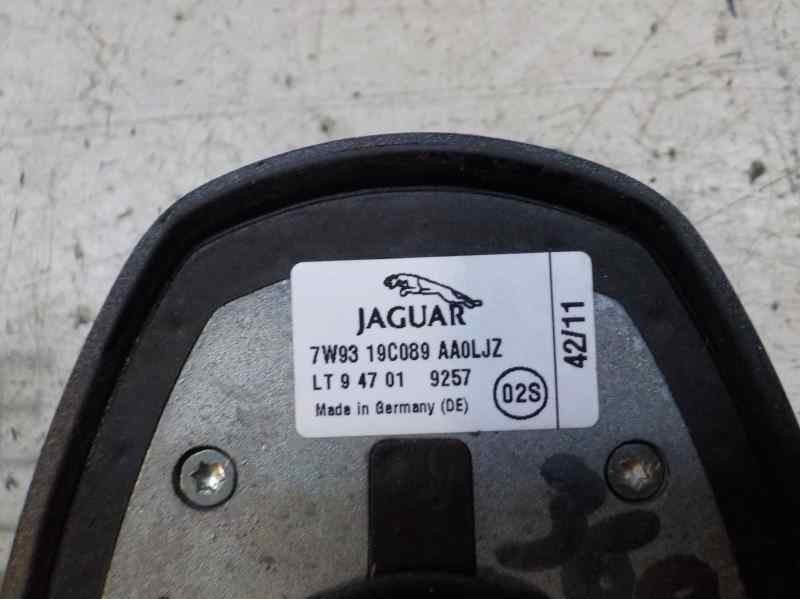 JAGUAR
7W93 19C089 AA0LJZ
LT 9 47 01 9257
02S
Made in Germany (DE)
42/11